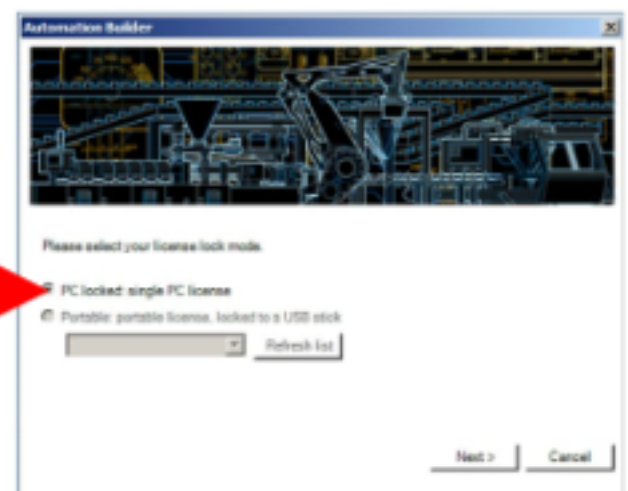 Automation Builder
Please select your license lock mode.
PC locked: single PC license
Portable: portable license, locked to a USB stick
Refresh list
Next >
Cancel